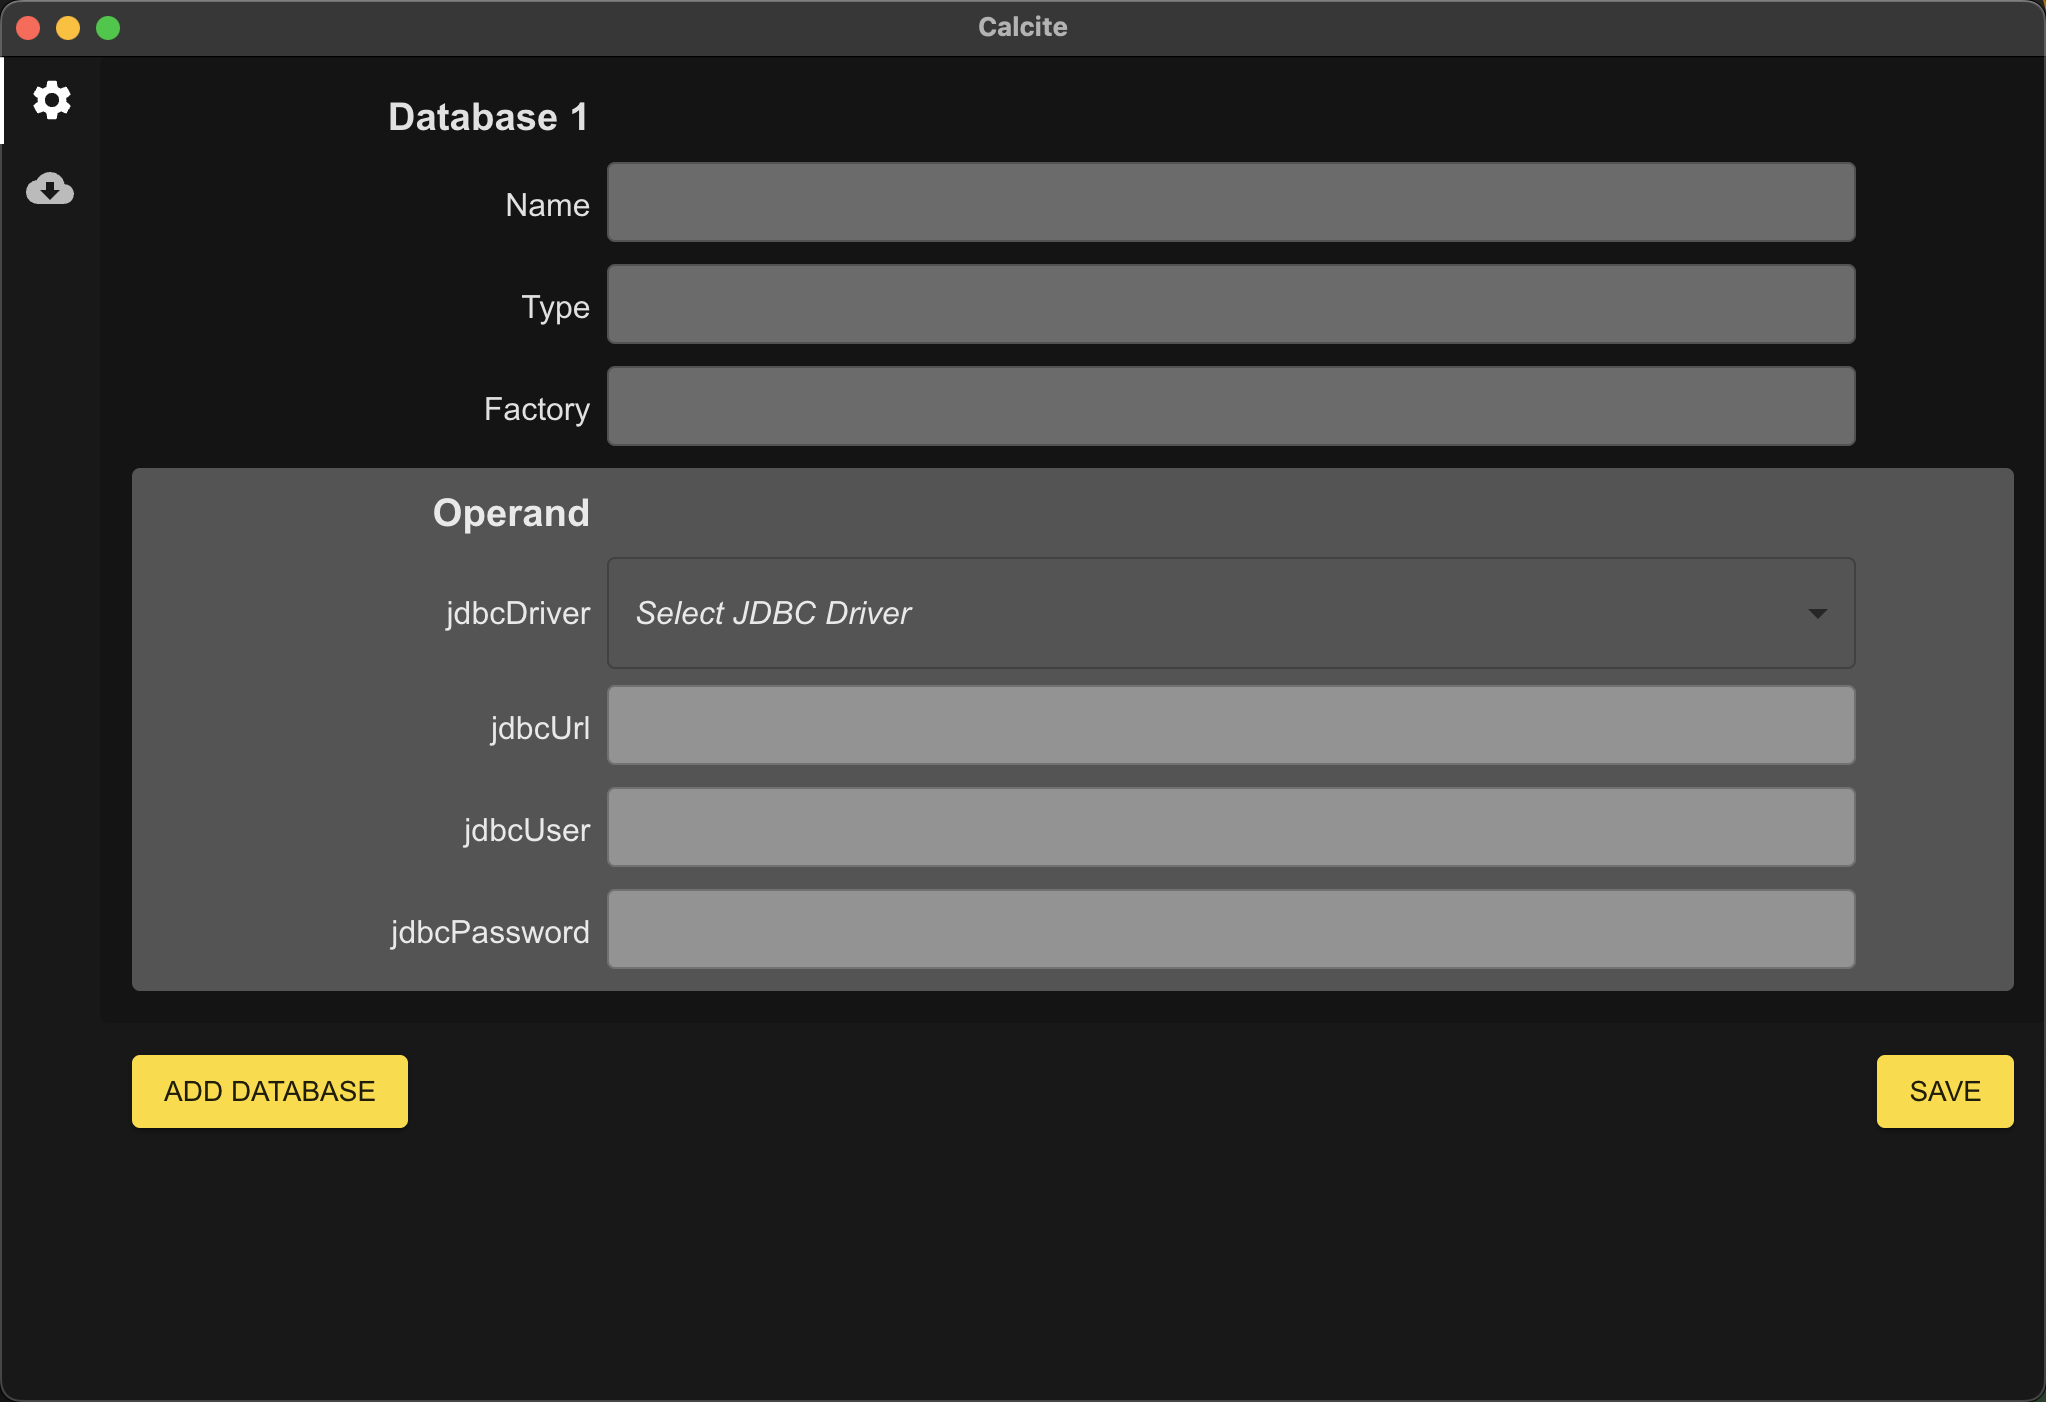 Calcite
Database 1
Name
Type
Factory
Operand
jdbcDriver Select JDBC Driver
jdbcUrl
jdbcUser
jdbcPassword
ADD DATABASE SAVE